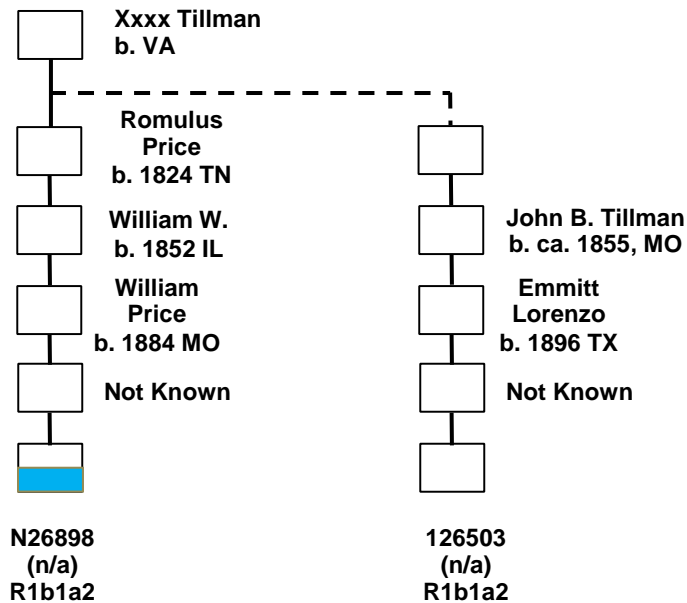 Xxxx Tillman
b. VA
Romulus
Price
b. 1824 TN
William W.
b. 1852 IL
John B. Tillman
b. ca. 1855, MO
William
Price
b. 1884 MO
Emmitt
Lorenzo
b. 1896 TX
Not Known
Not Known
N26898
(n/a)
R1b1a2
126503
(n/a)
R1b1a2